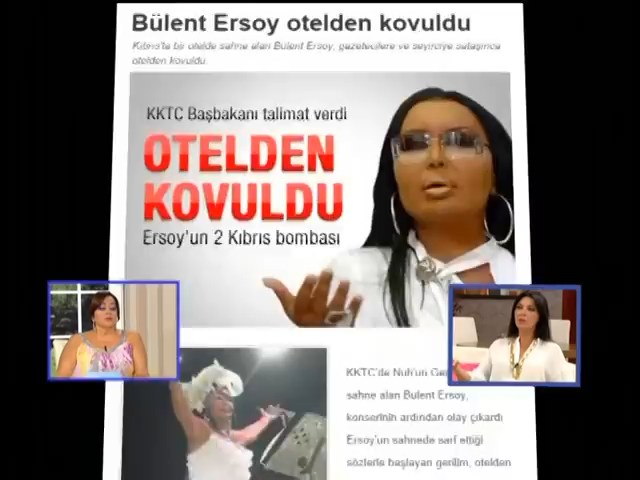 Bülent Ersoy otelden kovuldu
Kıbrıs'ta bir otelde sahne alan Bülent Ersoy, gazetecilere ve seyirciye sataşınca
otelden kovuldu.
KKTC Başbakanı talimat verdi
OTELDEN
KOVULDU
Ersoy'un 2 Kıbrıs bombası
KKTC'de Nuh'un
sahne alan Bülent Ersoy,
konserinin ardından olay çıkardı
Ersoy'un sahnede sarf ettiği
sözlerle başlayan gerilim, otelden